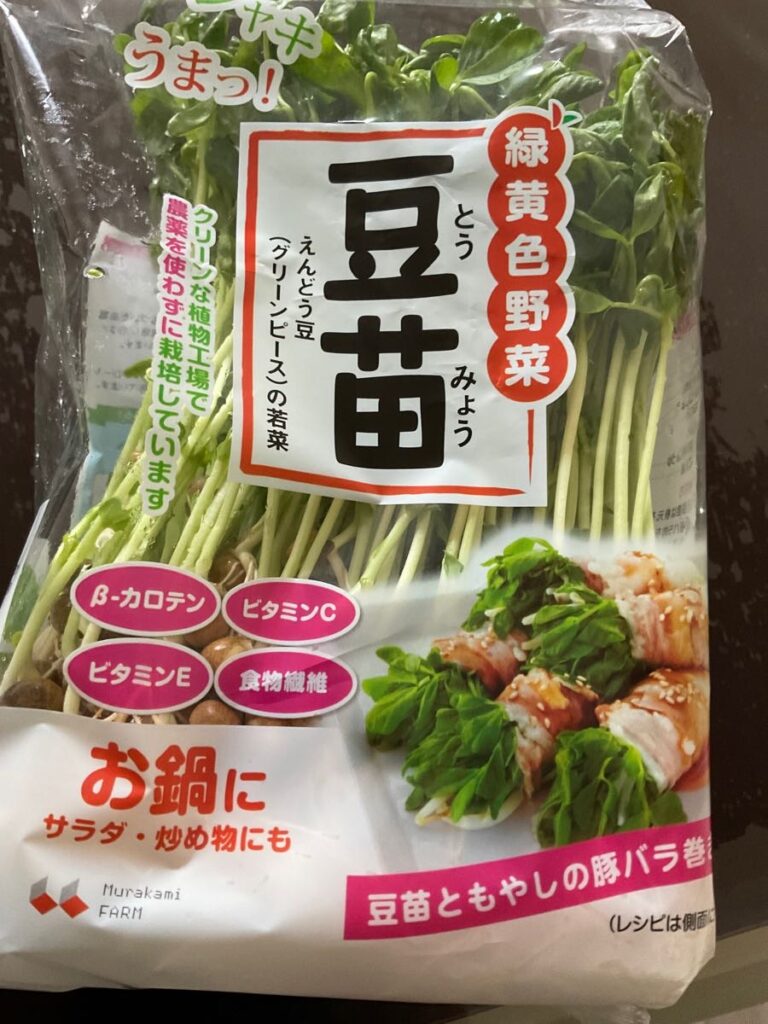 シャキ
うまっ!
緑黄色野菜
豆苗
とう
みょう
えんどう豆
(グリーンピース)の若菜
クリーンな植物工場で
農薬を使わずに栽培しています
β-カロテン
ビタミンC
ビタミンE
食物繊維
お鍋に
サラダ・炒め物にも
Murakami
FARM
豆苗ともやしの豚バラ巻き
(レシピは側面に